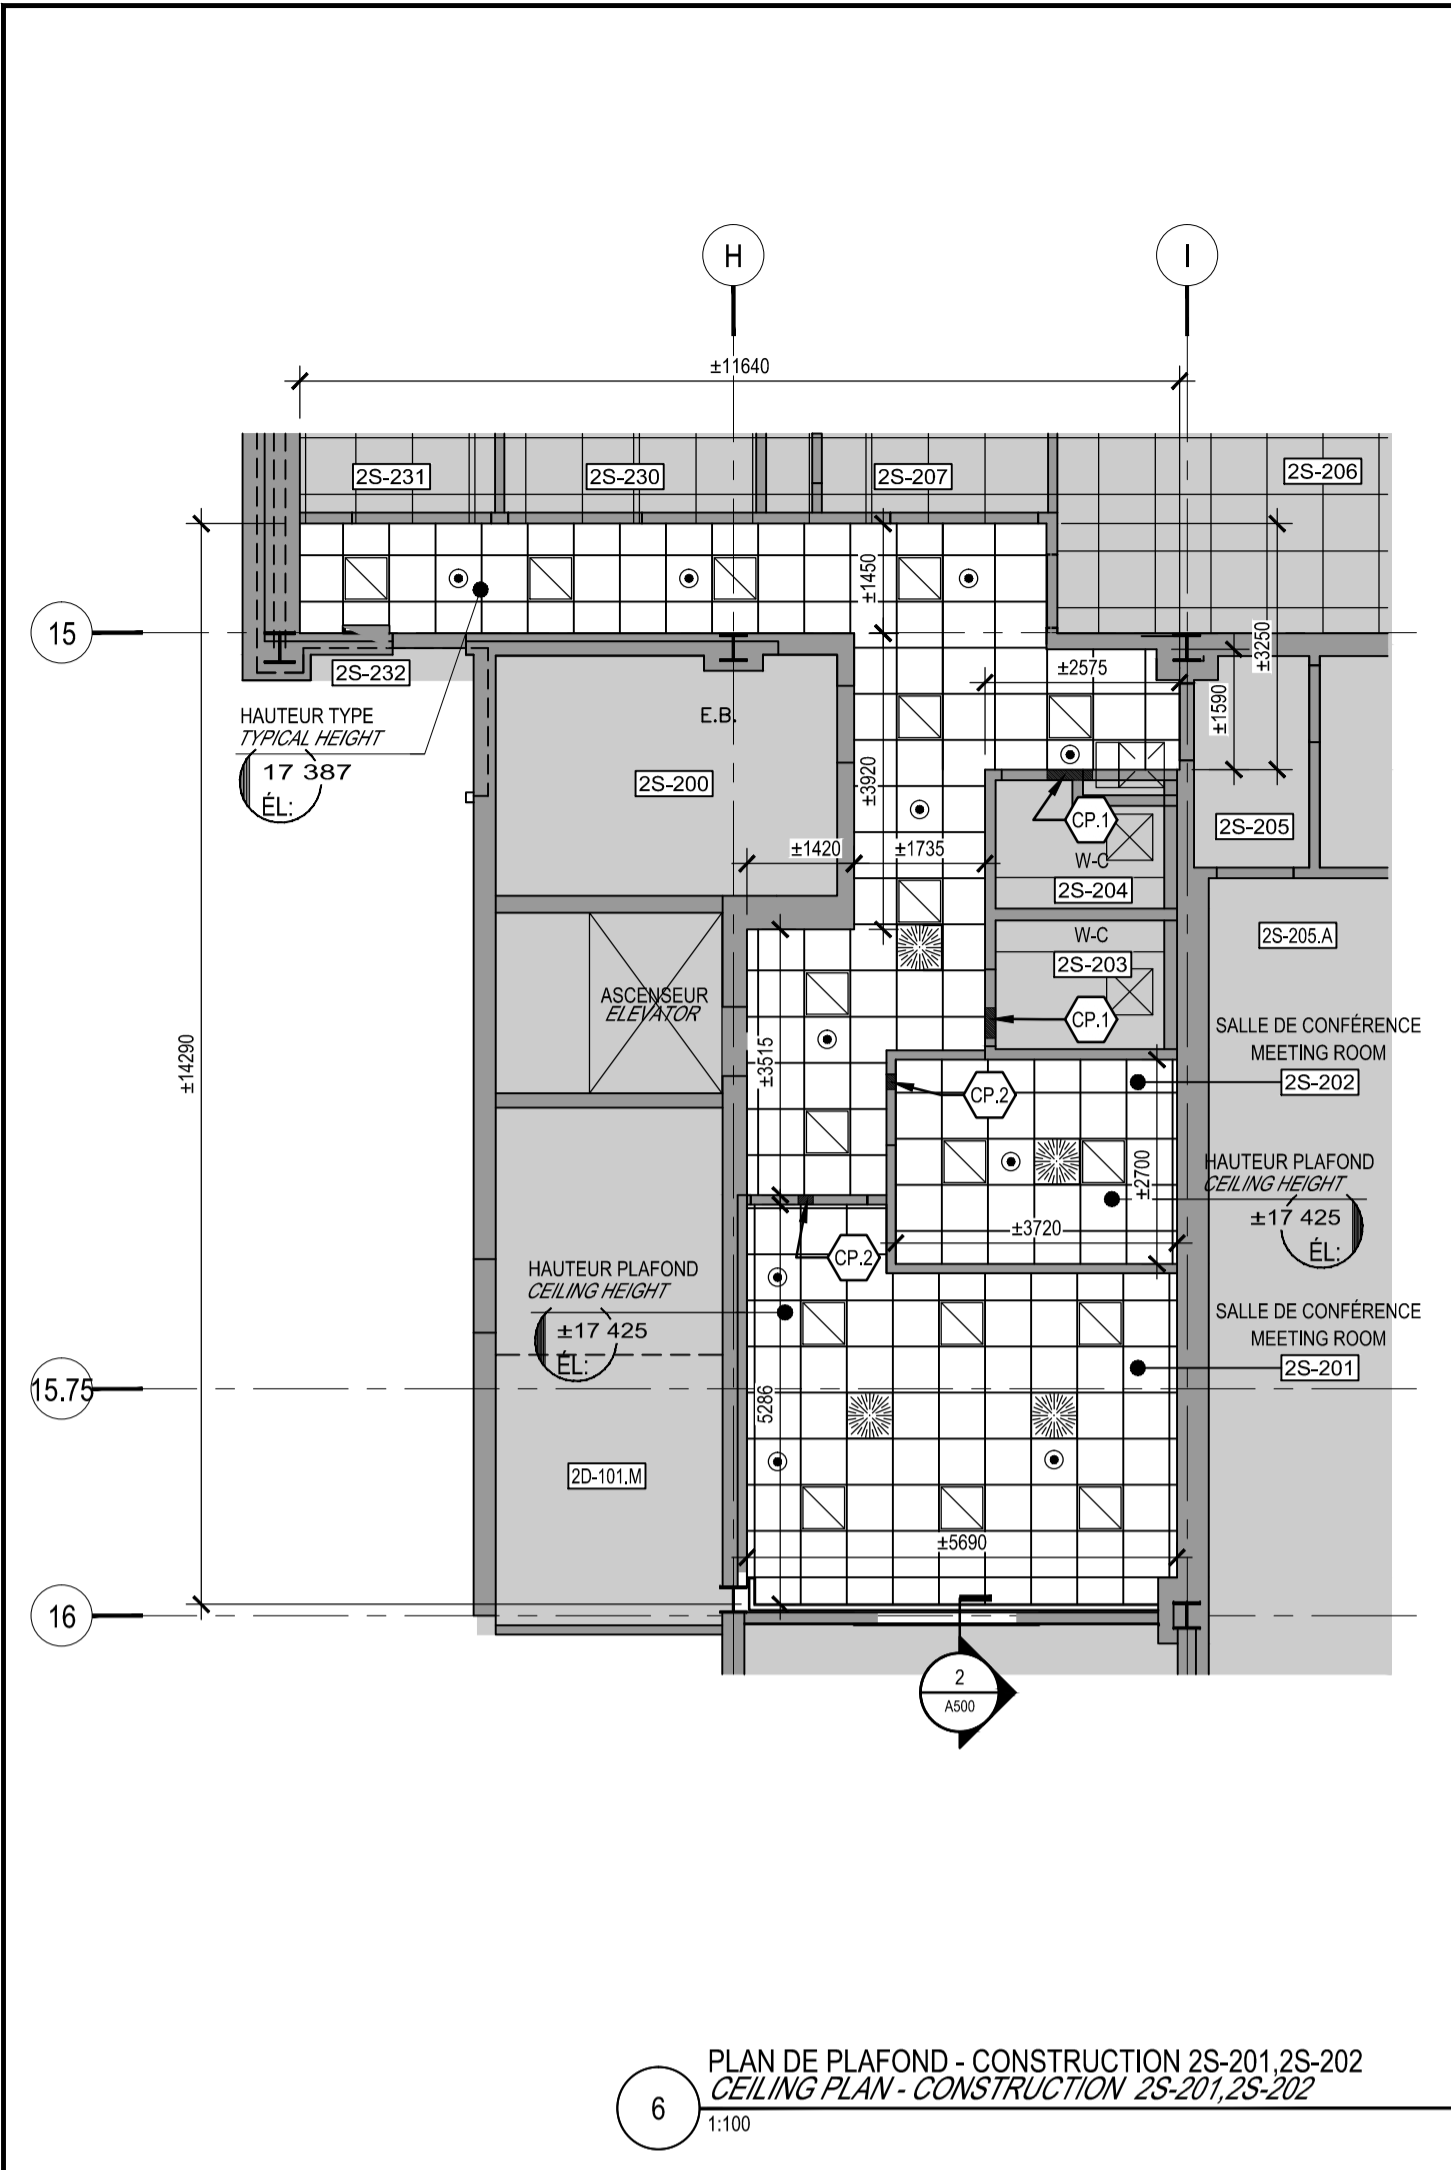 H
I
±11640
2S-231
2S-230
2S-207
2S-206
±1450
15
±3250
2S-232
±2575
±1590
HAUTEUR TYPE
TYPICAL HEIGHT
17 387
ÉL:
E.B.
2S-200
±3920
CP.1
2S-205
±1420
±1735
W-C
2S-204
W-C
2S-203
2S-205.A
ASCENSEUR
ELEVATOR
CP.1
SALLE DE CONFÉRENCE
MEETING ROOM
2S-202
±14290
±3515
CP.2
±2700
HAUTEUR PLAFOND
CEILING HEIGHT
±17 425
ÉL:
±3720
CP.2
HAUTEUR PLAFOND
CEILING HEIGHT
±17 425
ÉL:
SALLE DE CONFÉRENCE
MEETING ROOM
2S-201
15.75
5286
2D-101.M
±5690
16
2
A500
6
PLAN DE PLAFOND - CONSTRUCTION 2S-201,2S-202
CEILING PLAN - CONSTRUCTION 2S-201,2S-202
1:100